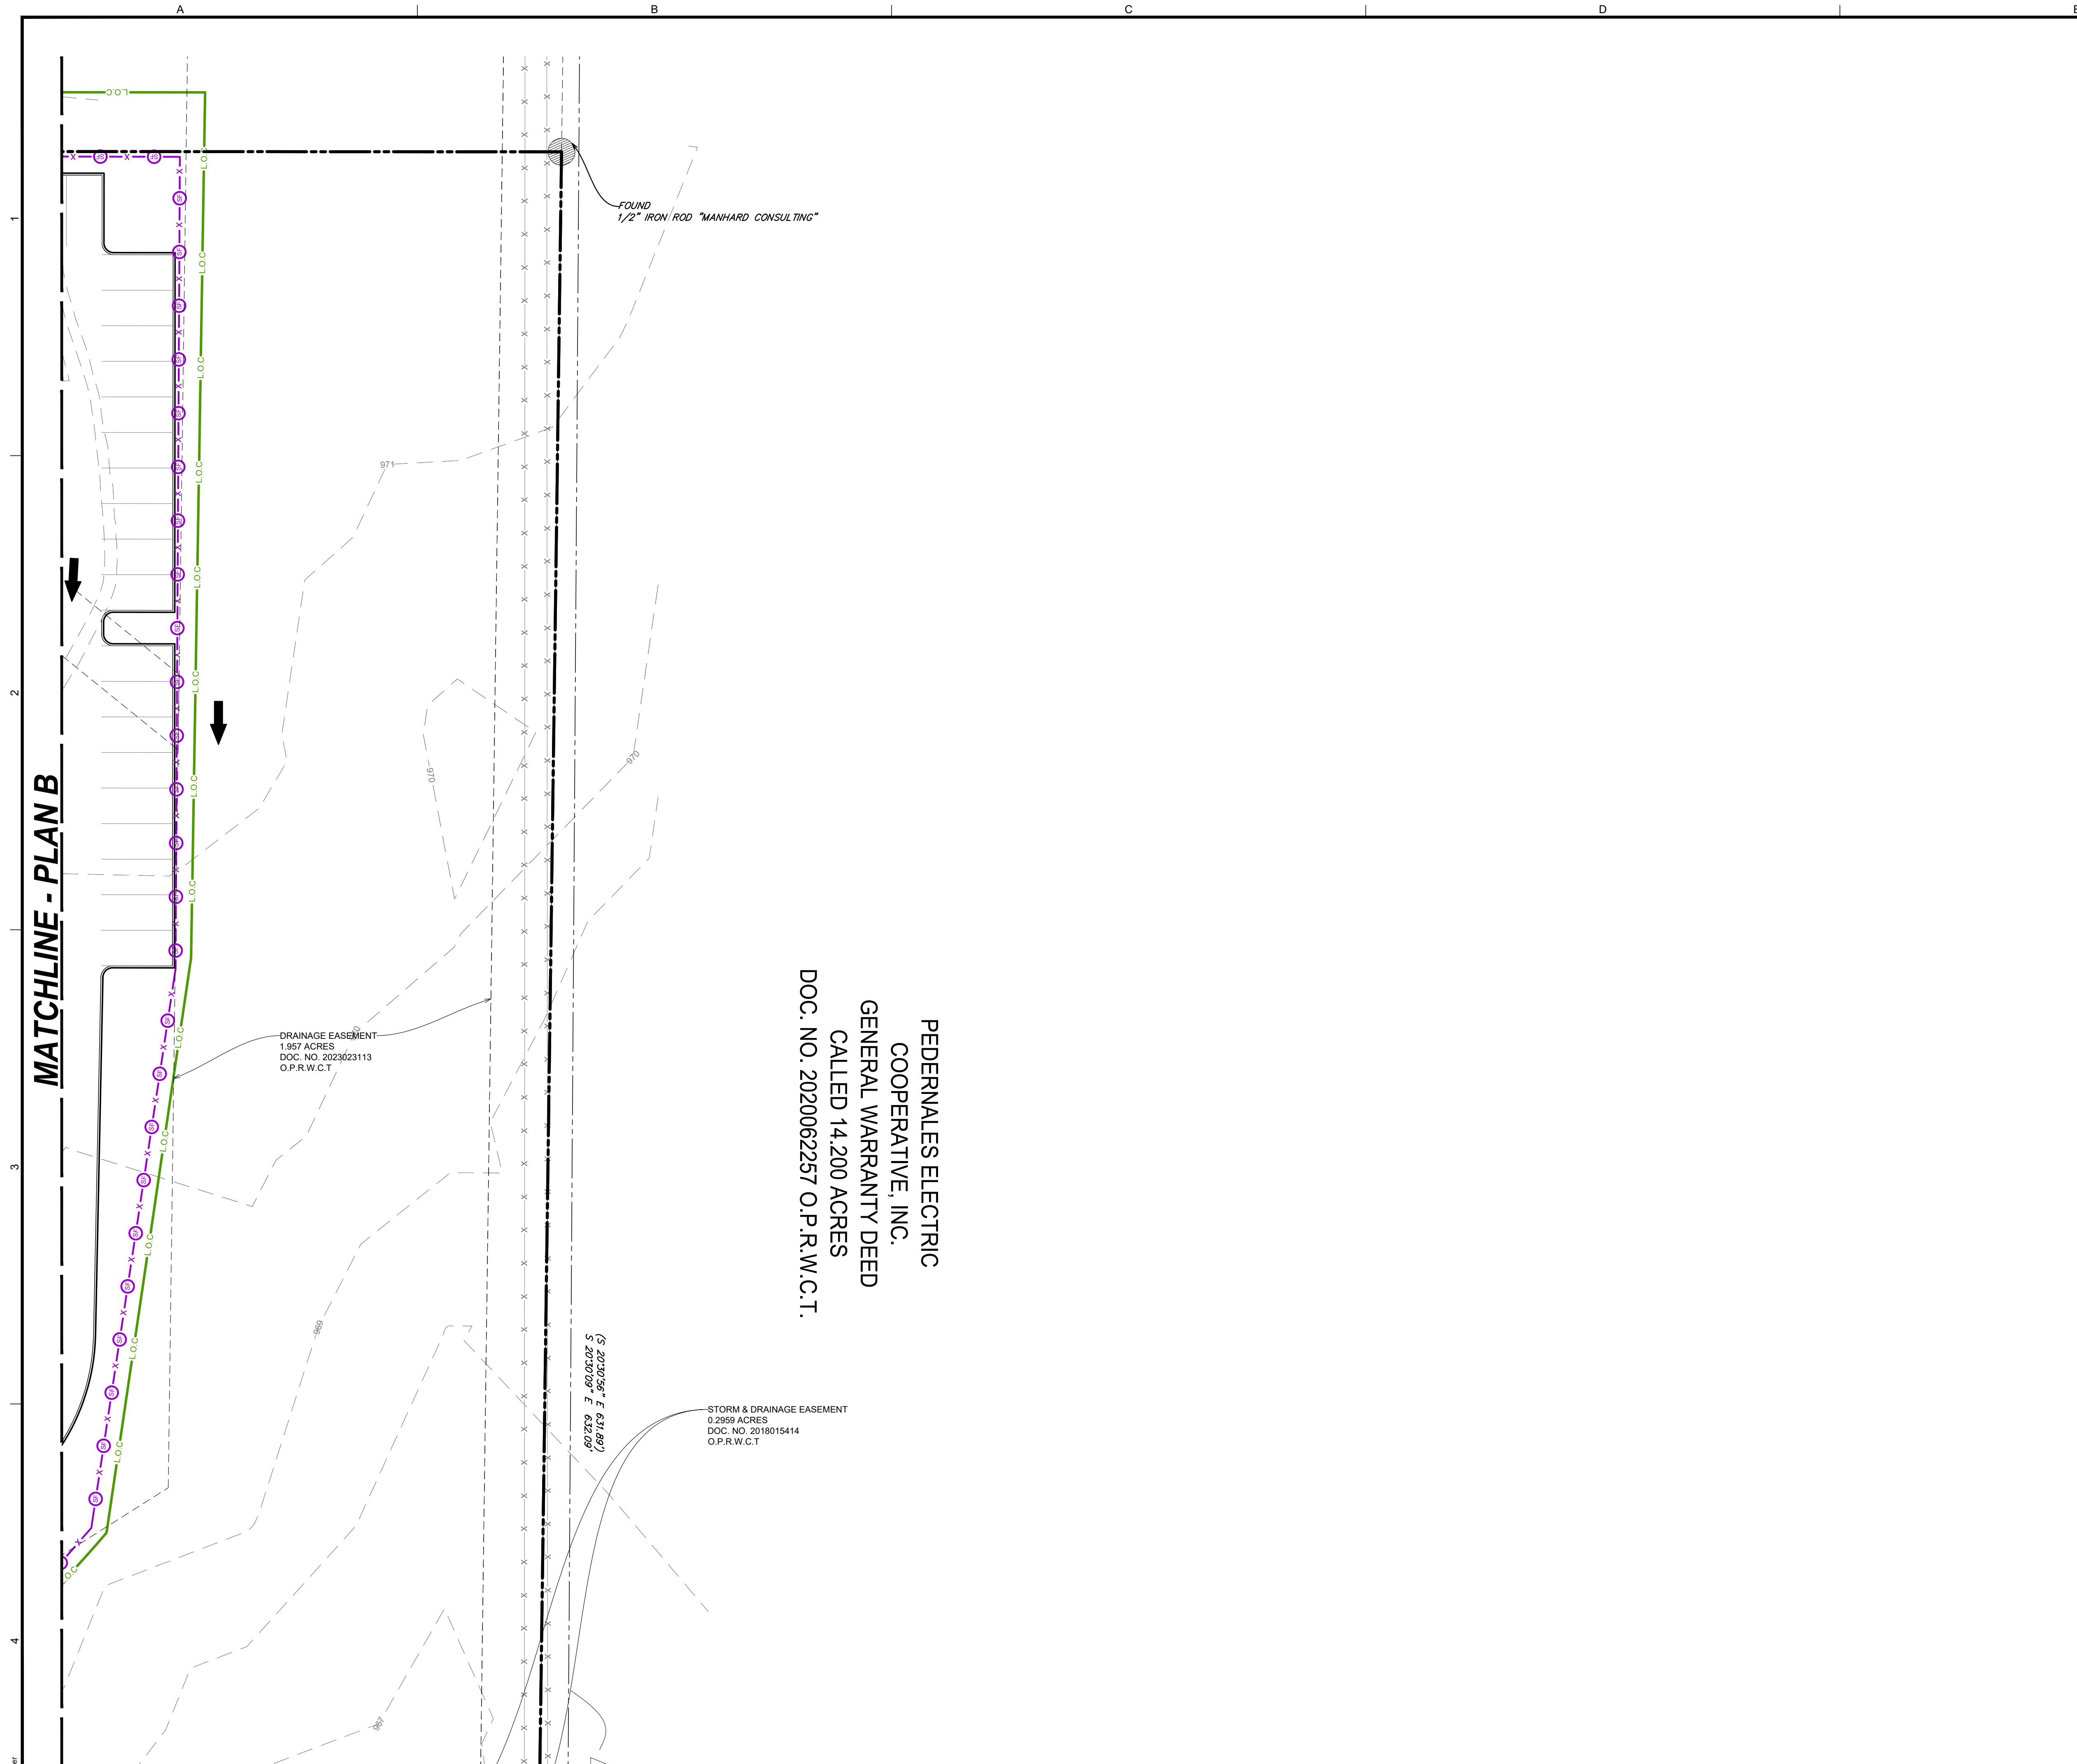 A
B
C
D
E
1
2
3
4
L.O.C
FOUND
1/2" IRON ROD "MANHARD CONSULTING"
971
970
970
970
969
967
MATCHLINE - PLAN B
DRAINAGE EASEMENT
1.957 ACRES
DOC. NO. 2023023113
O.P.R.W.C.T
PEDERNALES ELECTRIC
COOPERATIVE, INC.
GENERAL WARRANTY DEED
CALLED 14.200 ACRES
DOC. NO. 2020062257 O.P.R.W.C.T.
(S 20°30'56" E 631.89')
S 20°30'09" E 632.09'
STORM & DRAINAGE EASEMENT
0.2959 ACRES
DOC. NO. 2018015414
O.P.R.W.C.T
SF
L.O.C